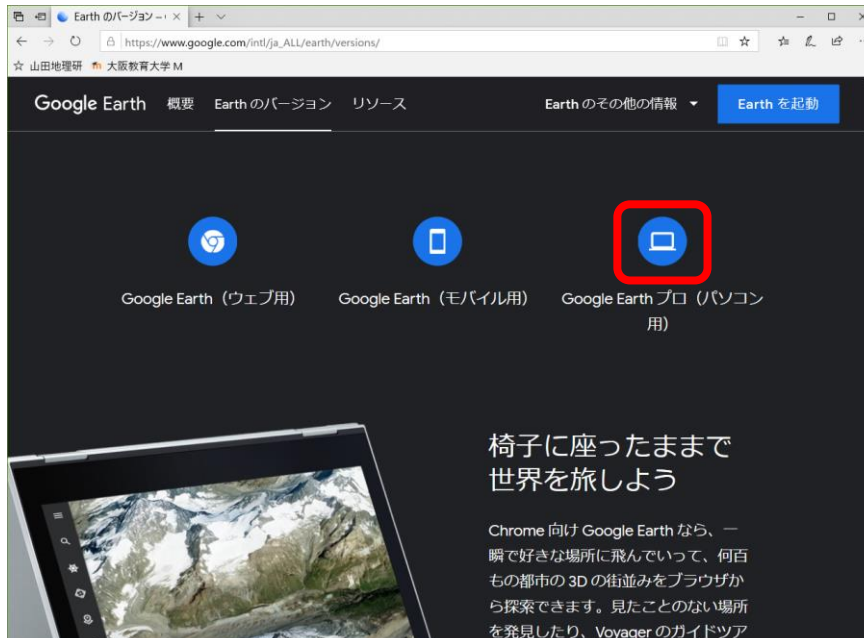 Earth のバージョン –
https://www.google.com/intl/ja_ALL/earth/versions/
山田地理研 大阪教育大学 M
Google Earth 概要 Earth のバージョン リソース Earth のその他の情報 Earth を起動
Google Earth（ウェブ用） Google Earth（モバイル用） Google Earth プロ（パソコン
用）
椅子に座ったままで
世界を旅しよう
Chrome 向け Google Earth なら、一
瞬で好きな場所に飛んでいって、何百
もの都市の 3D の街並みをブラウザか
ら探索できます。見たことのない場所
を発見したり、Voyager のガイドツア